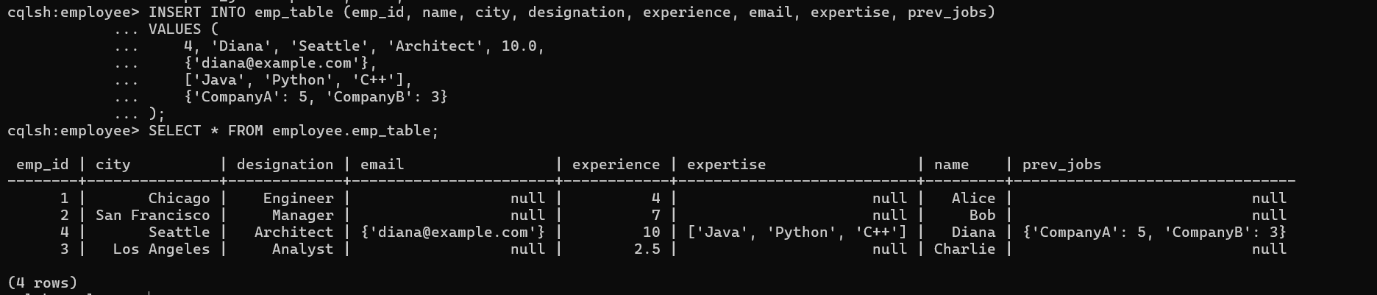 cqlsh:employee> INSERT INTO emp_table (emp_id, name, city, designation, experience, email, expertise, prev_jobs)
            ... VALUES (
            ...     4, 'Diana', 'Seattle', 'Architect', 10.0,
            ...     {'diana@example.com'},
            ...     ['Java', 'Python', 'C++'],
            ...     {'CompanyA': 5, 'CompanyB': 3}
            ... );
cqlsh:employee> SELECT * FROM employee.emp_table;
 emp_id | city          | designation | email                 | experience | expertise                 | name    | prev_jobs
--------+---------------+-------------+-----------------------+------------+---------------------------+---------+--------------------------------
      1 |       Chicago |    Engineer |                  null |          4 |                      null |   Alice |                           null
      2 | San Francisco |     Manager |                  null |          7 |                      null |     Bob |                           null
      4 |       Seattle |   Architect | {'diana@example.com'} |         10 | ['Java', 'Python', 'C++'] |   Diana | {'CompanyA': 5, 'CompanyB': 3}
      3 |   Los Angeles |     Analyst |                  null |        2.5 |                      null | Charlie |                           null
(4 rows)